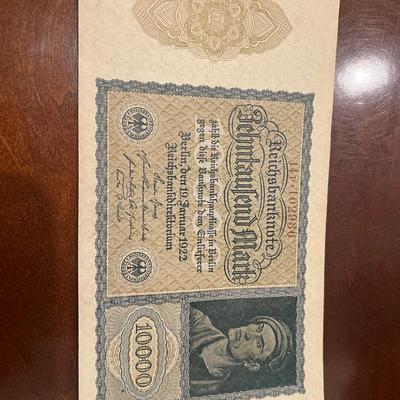 Reichsbanknote
Zehntausend Mark
zahlt die Reichsbankhauptkasse in Berlin
gegen diese Banknote dem Einlieferer
Berlin, den 19. Januar 1922
Reichsbankdirektorium
10000